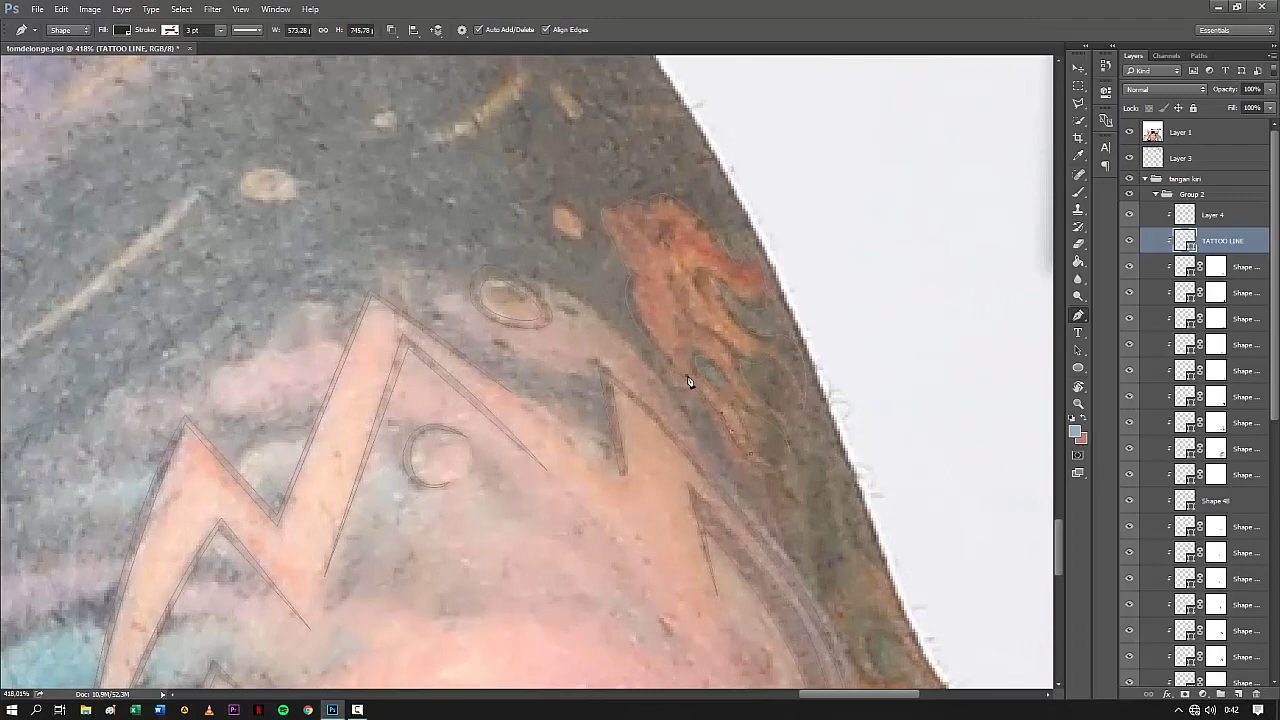 Ps File Edit Image Layer Type Select Filter View Window Help
Shape Fill: Stroke: 3 pt W: 573.28 H: 745.78 Auto Add/Delete Align Edges Essentials
tomdelonge.psd @ 418% (TATTOO LINE, RGB/8) * ×
Layers Channels Paths
Kind
Normal Opacity: 100%
Lock: Fill: 100%
Layer 1
Layer 3
tangan kiri
Group 2
Layer 4
TATTOO LINE
Shape ...
Shape ...
Shape ...
Shape ...
Shape ...
Shape ...
Shape ...
Shape ...
Shape ...
Shape 48
Shape ...
Shape ...
Shape ...
Shape ...
Shape ...
Shape ...
Shape ...
418,01% Doc: 10,9M/52,3M
0:42